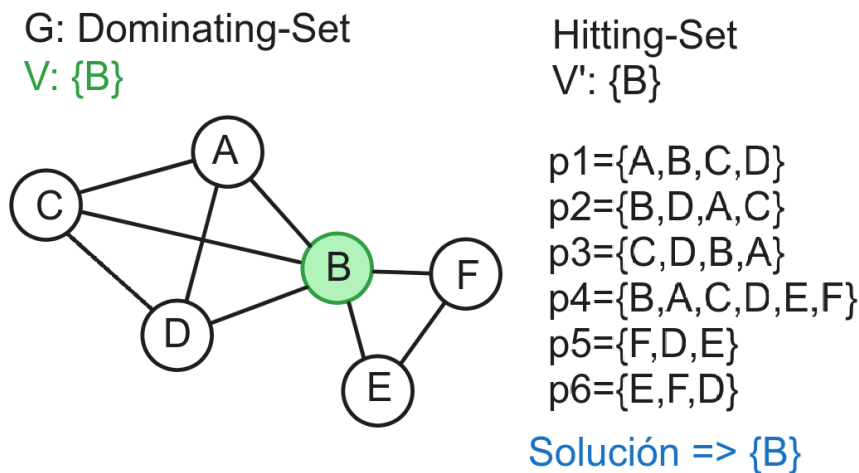 G: Dominating-Set
V: {B}
Hitting-Set
V': {B}
A
C
B
F
D
E
p1={A,B,C,D}
p2={B,D,A,C}
p3={C,D,B,A}
p4={B,A,C,D,E,F}
p5={F,D,E}
p6={E,F,D}
Solución => {B}